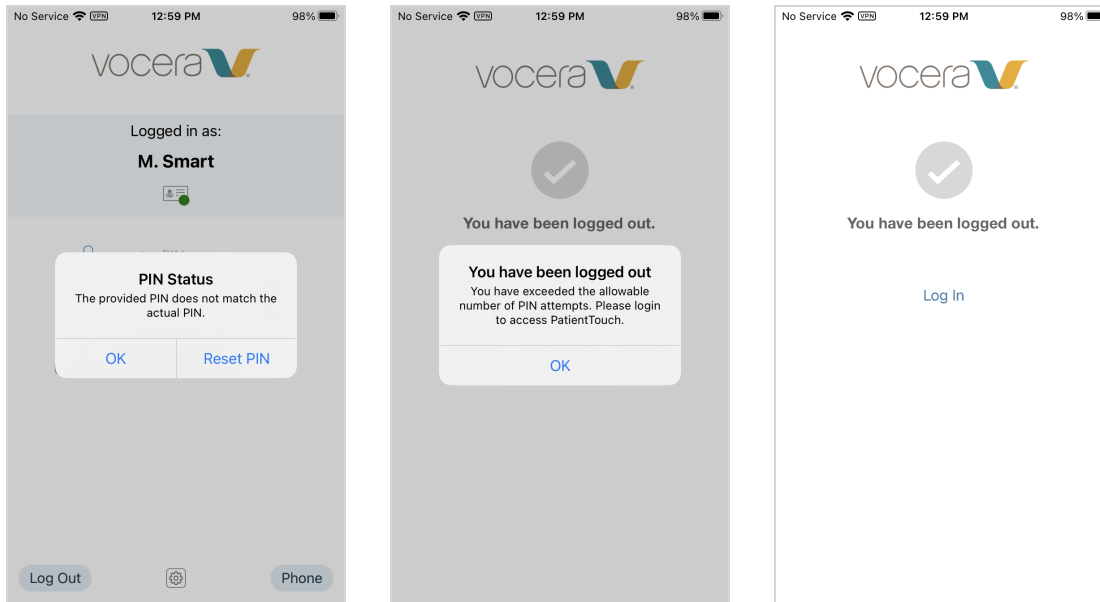 No Service VPN 12:59 PM 98%
vocera
Logged in as:
M. Smart
PIN Status
The provided PIN does not match the
actual PIN.
OK Reset PIN
Log Out Phone
No Service VPN 12:59 PM 98%
vocera
You have been logged out.
You have been logged out
You have exceeded the allowable
number of PIN attempts. Please login
to access PatientTouch.
OK
No Service VPN 12:59 PM 98%
vocera
You have been logged out.
Log In